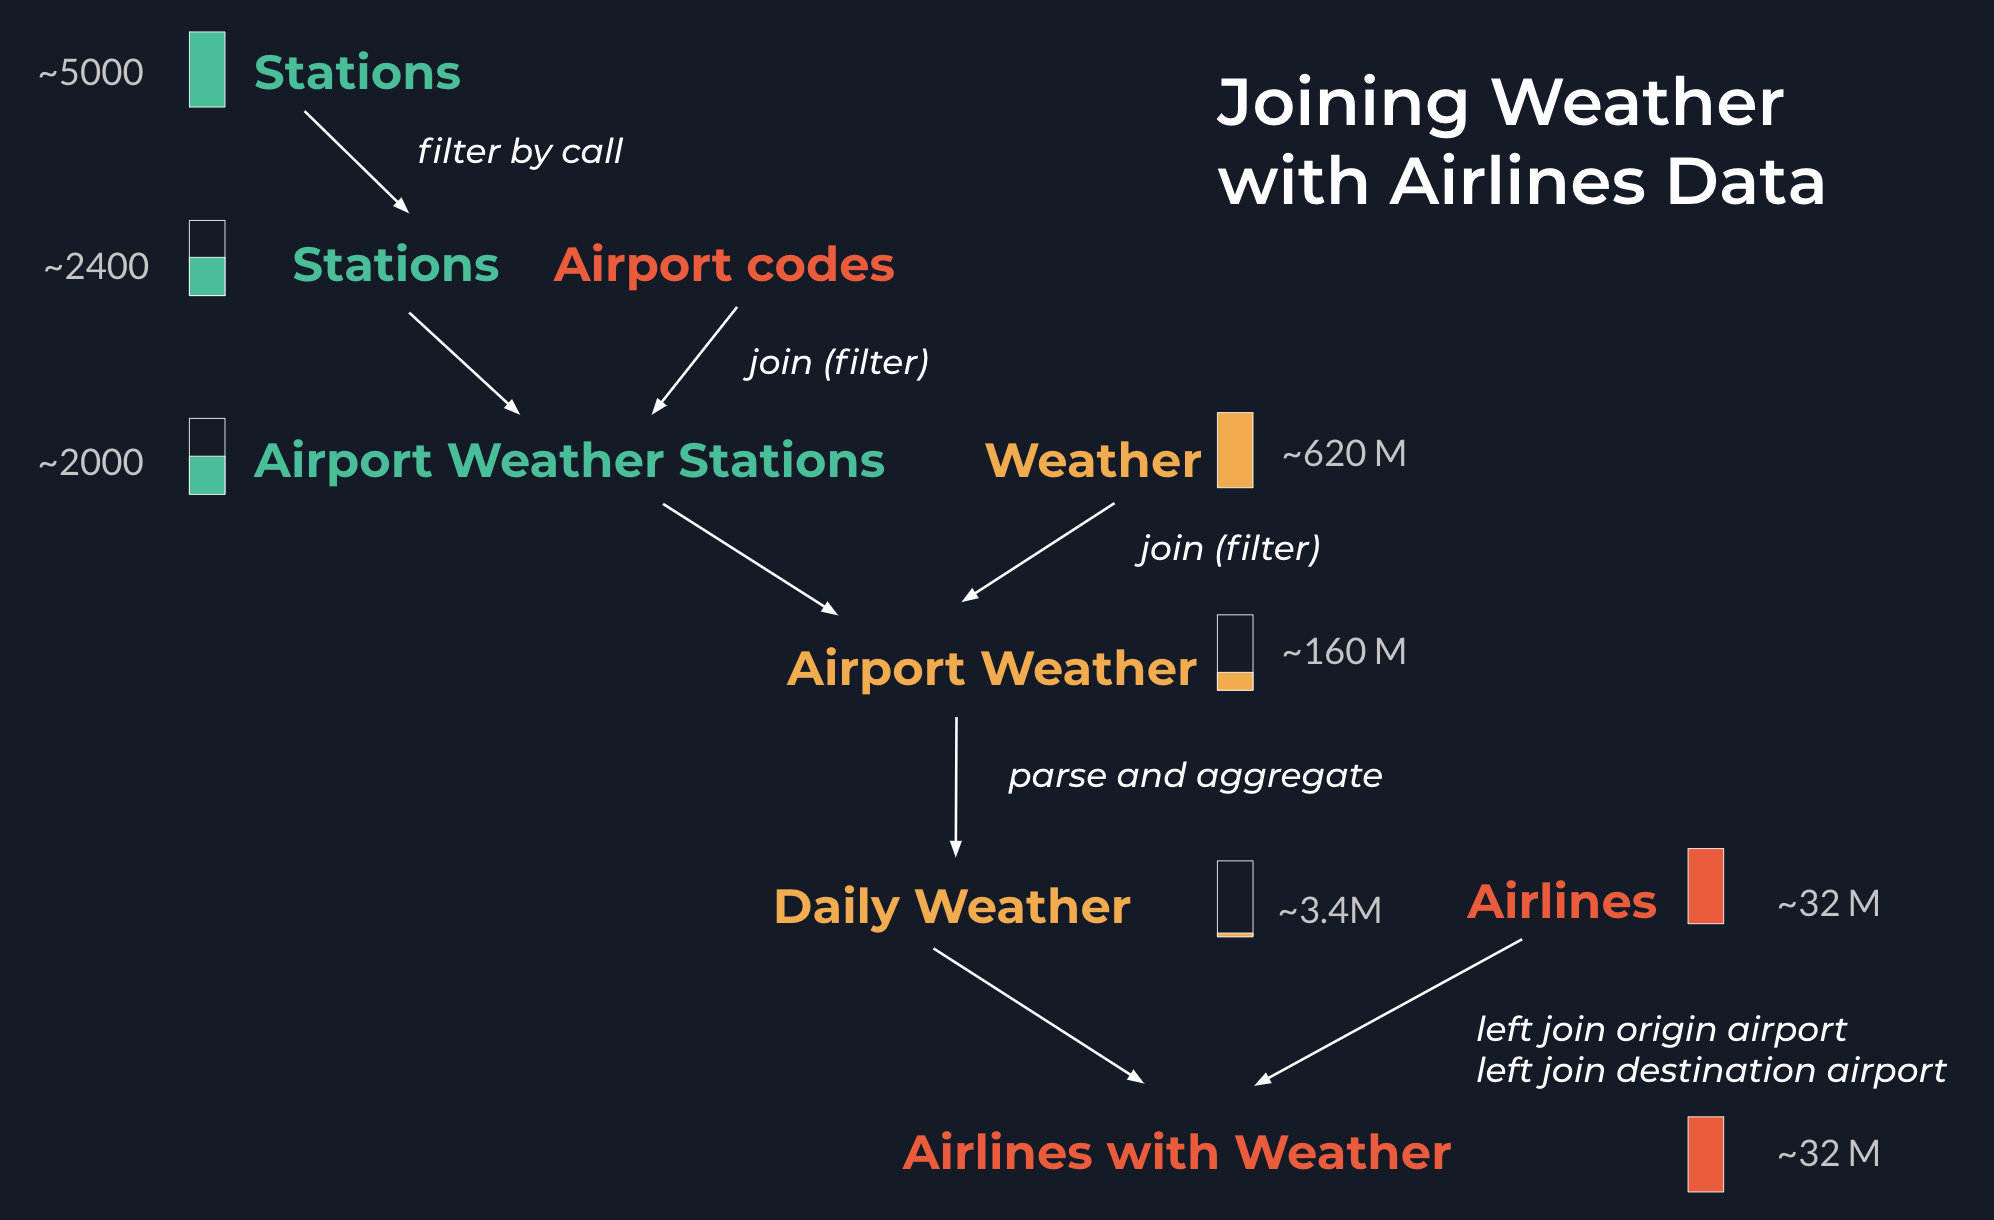 ~5000
Stations
Joining Weather
with Airlines Data
filter by call
~2400
Stations
Airport codes
join (filter)
~2000
Airport Weather Stations
Weather
~620 M
join (filter)
Airport Weather
~160 M
parse and aggregate
Daily Weather
~3.4M
Airlines
~32 M
left join origin airport
left join destination airport
Airlines with Weather
~32 M